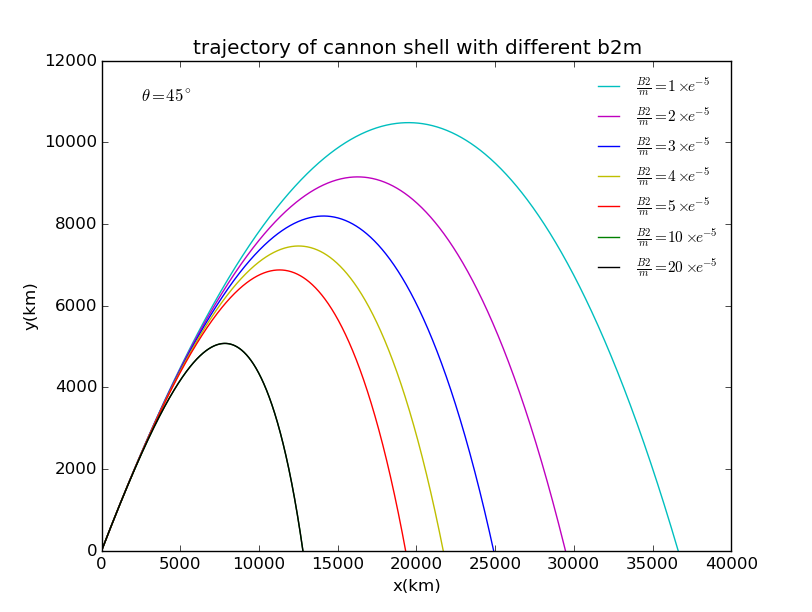 trajectory of cannon shell with different b2m
12000
10000
8000
6000
4000
2000
0
y(km)
θ=45°
B2/m=1×e^−5
B2/m=2×e^−5
B2/m=3×e^−5
B2/m=4×e^−5
B2/m=5×e^−5
B2/m=10×e^−5
B2/m=20×e^−5
0 5000 10000 15000 20000 25000 30000 35000 40000
x(km)